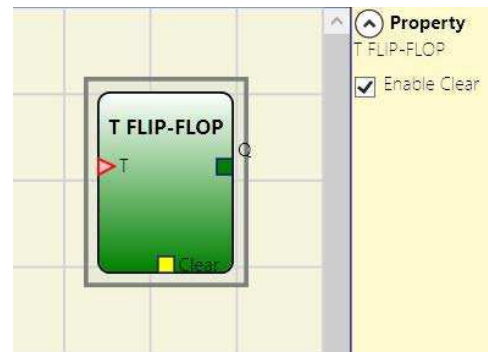 Property
T FLIP-FLOP
Enable Clear
T FLIP-FLOP
T
Q
Clear